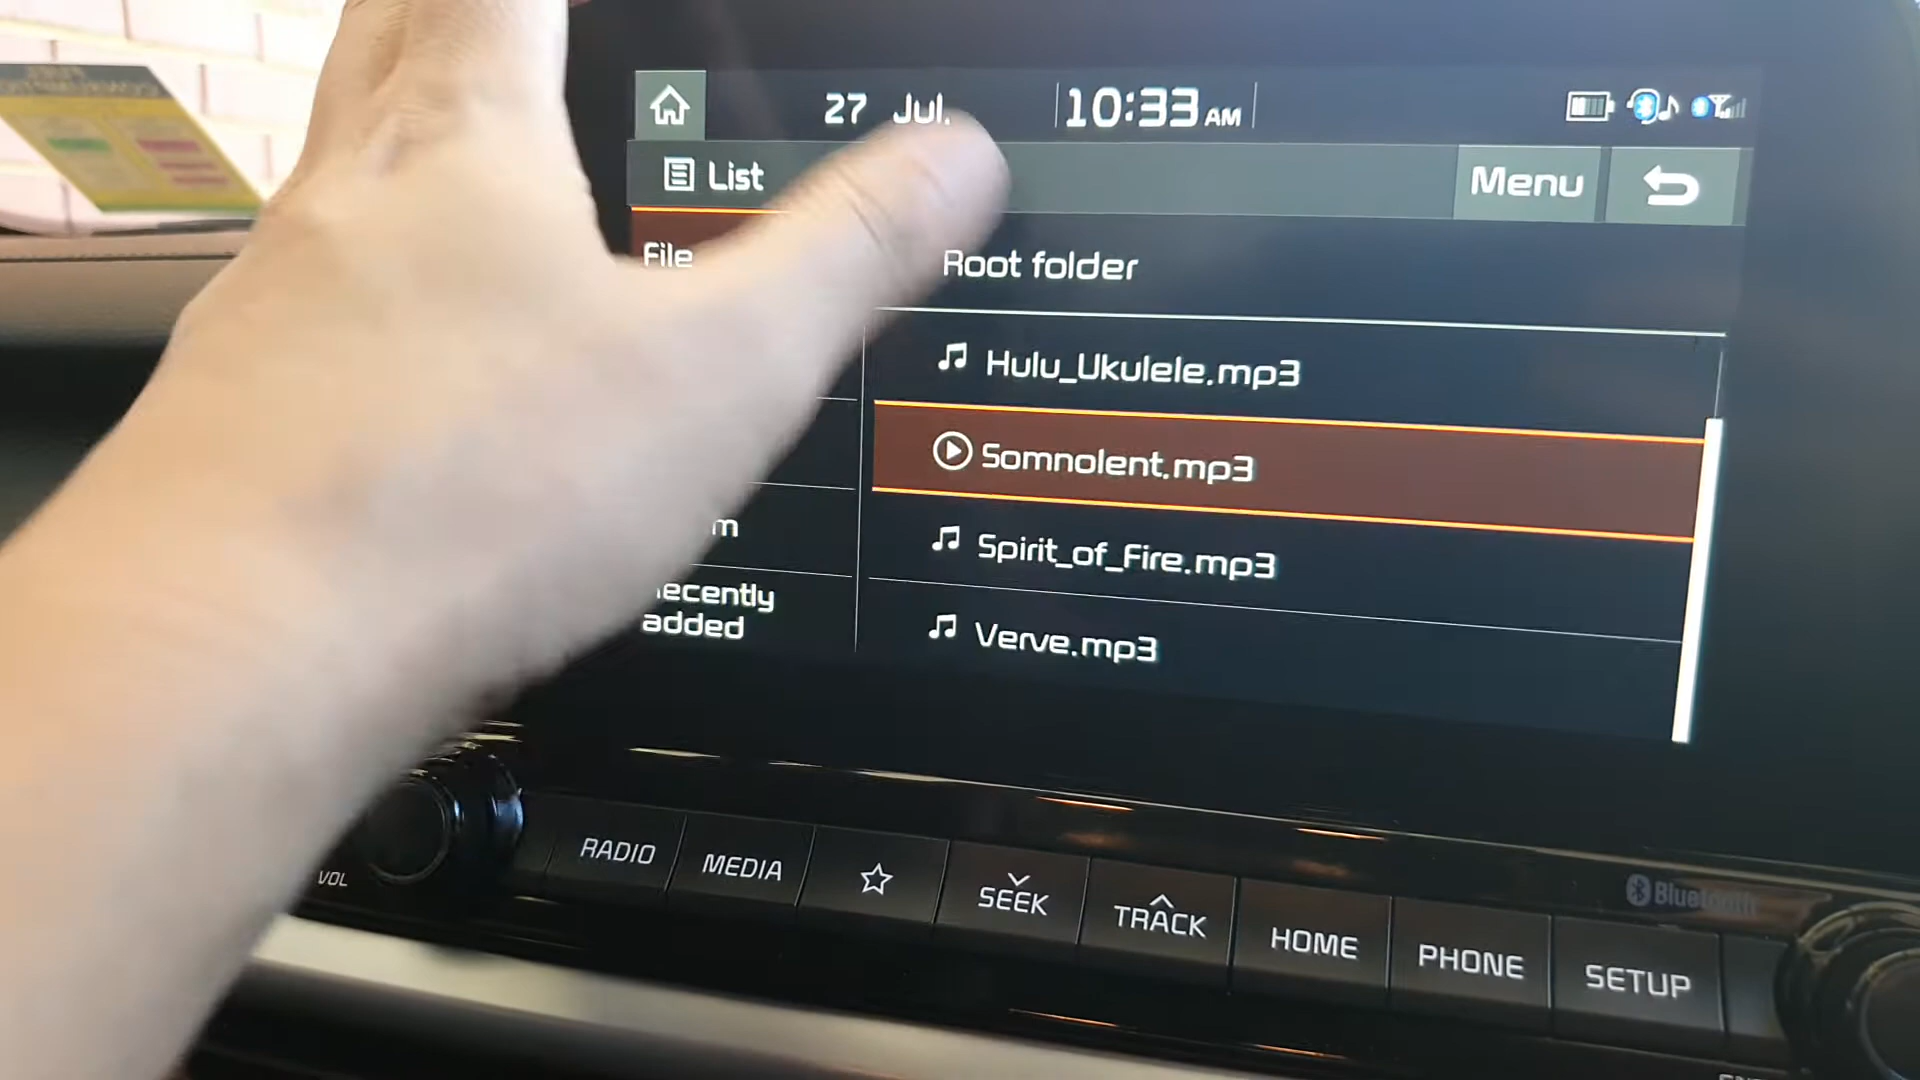 27 Jul.
10:33 AM
List
Menu
File
Root folder
Hulu_Ukulele.mp3
Somnolent.mp3
Spirit_of_Fire.mp3
Verve.mp3
added
VOL
RADIO
MEDIA
SEEK
TRACK
HOME
PHONE
SETUP
Bluetooth